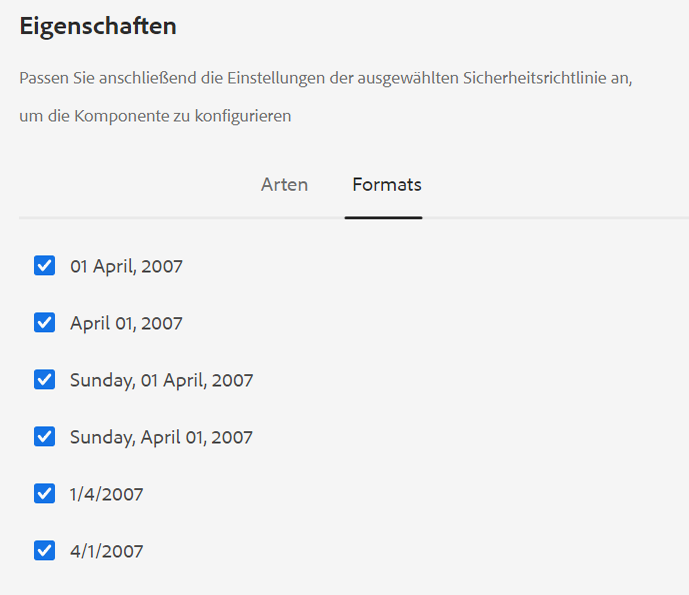 Eigenschaften
Passen Sie anschließend die Einstellungen der ausgewählten Sicherheitsrichtlinie an,
um die Komponente zu konfigurieren
Arten Formats
01 April, 2007
April 01, 2007
Sunday, 01 April, 2007
Sunday, April 01, 2007
1/4/2007
4/1/2007